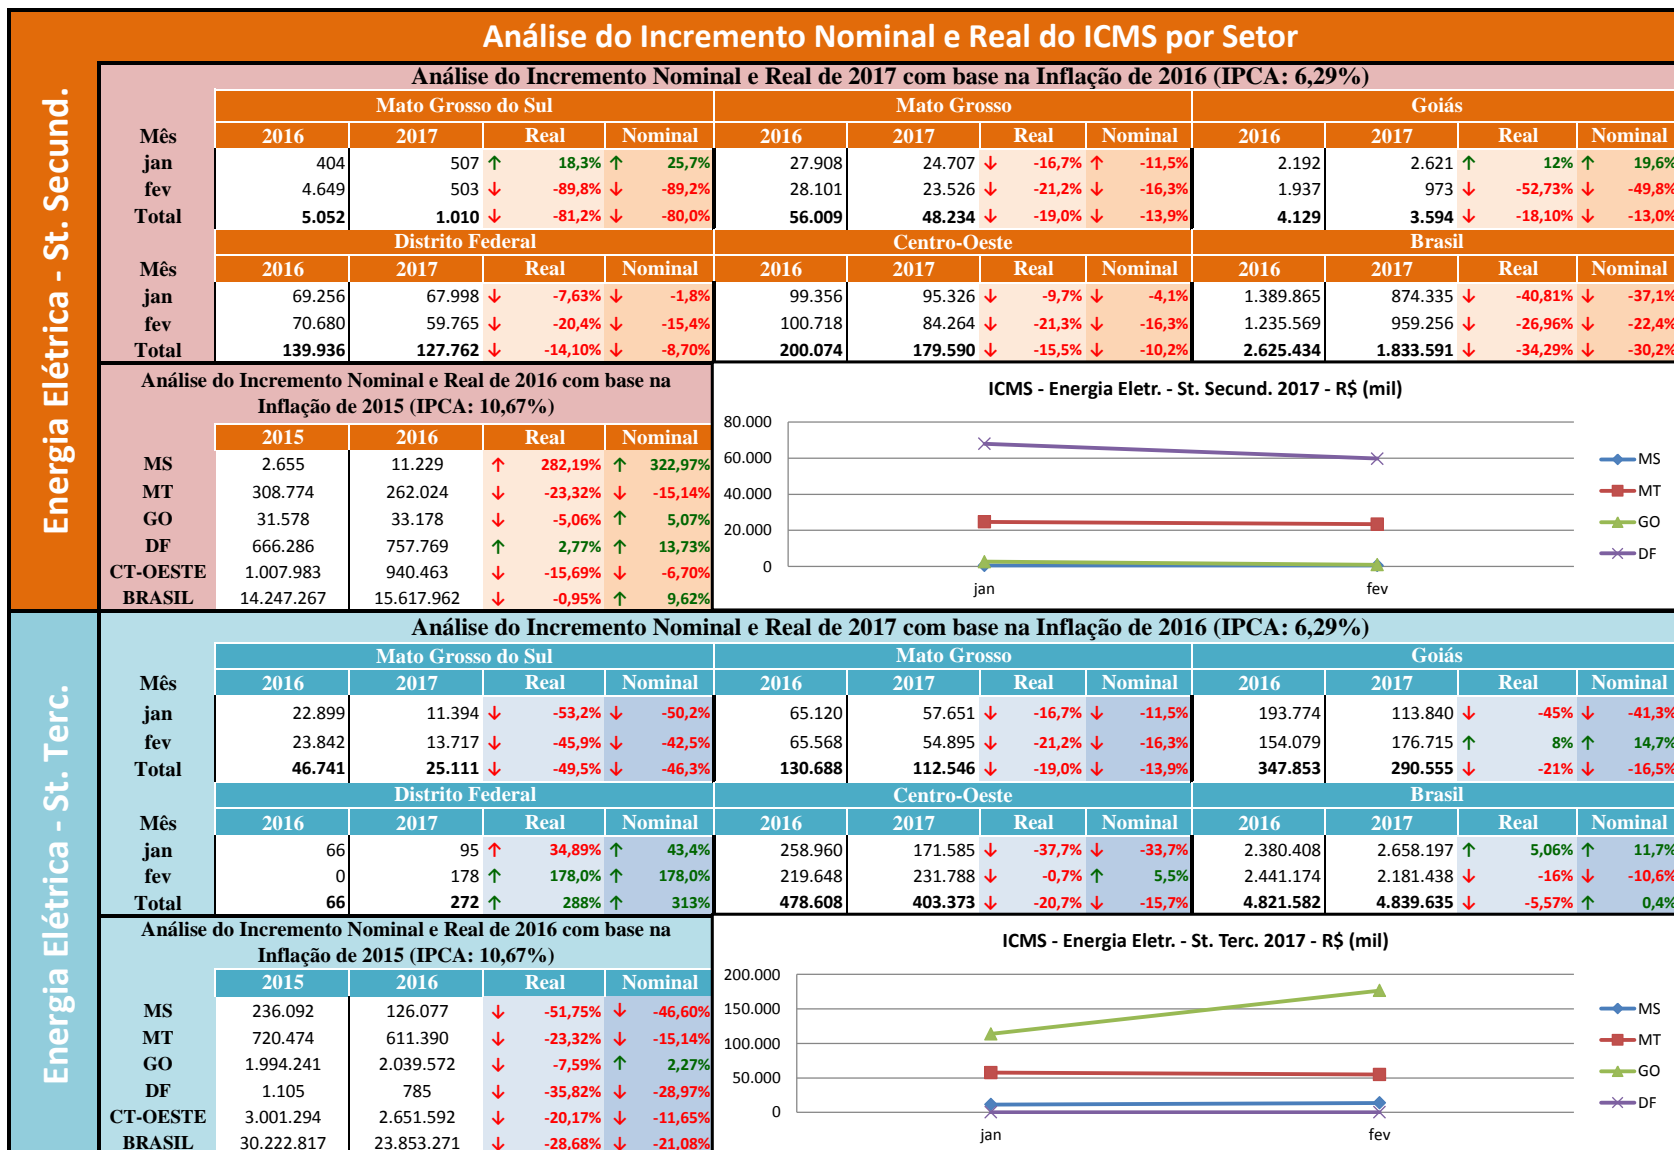 Análise do Incremento Nominal e Real do ICMS por Setor
Energia Elétrica - St. Secund.
Análise do Incremento Nominal e Real de 2017 com base na Inflação de 2016 (IPCA: 6,29%)
Mato Grosso do Sul Mato Grosso Goiás
Mês 2016 2017 Real Nominal 2016 2017 Real Nominal 2016 2017 Real Nominal
jan 404 507 ↑ 18,3% ↑ 25,7% 27.908 24.707 ↓ -16,7% ↑ -11,5% 2.192 2.621 ↑ 12% ↑ 19,6%
fev 4.649 503 ↓ -89,8% ↓ -89,2% 28.101 23.526 ↓ -21,2% ↓ -16,3% 1.937 973 ↓ -52,73% ↓ -49,8%
Total 5.052 1.010 ↓ -81,2% ↓ -80,0% 56.009 48.234 ↓ -19,0% ↓ -13,9% 4.129 3.594 ↓ -18,10% ↓ -13,0%
Distrito Federal Centro-Oeste Brasil
Mês 2016 2017 Real Nominal 2016 2017 Real Nominal 2016 2017 Real Nominal
jan 69.256 67.998 ↓ -7,63% ↓ -1,8% 99.356 95.326 ↓ -9,7% ↓ -4,1% 1.389.865 874.335 ↓ -40,81% ↓ -37,1%
fev 70.680 59.765 ↓ -20,4% ↓ -15,4% 100.718 84.264 ↓ -21,3% ↓ -16,3% 1.235.569 959.256 ↓ -26,96% ↓ -22,4%
Total 139.936 127.762 ↓ -14,10% ↓ -8,70% 200.074 179.590 ↓ -15,5% ↓ -10,2% 2.625.434 1.833.591 ↓ -34,29% ↓ -30,2%
Análise do Incremento Nominal e Real de 2016 com base na
Inflação de 2015 (IPCA: 10,67%)
2015 2016 Real Nominal
MS 2.655 11.229 ↑ 282,19% ↑ 322,97%
MT 308.774 262.024 ↓ -23,32% ↓ -15,14%
GO 31.578 33.178 ↓ -5,06% ↑ 5,07%
DF 666.286 757.769 ↑ 2,77% ↑ 13,73%
CT-OESTE 1.007.983 940.463 ↓ -15,69% ↓ -6,70%
BRASIL 14.247.267 15.617.962 ↓ -0,95% ↑ 9,62%
ICMS - Energia Eletr. - St. Secund. 2017 - R$ (mil)
80.000
60.000
40.000
20.000
0
jan fev
MS
MT
GO
DF
Energia Elétrica - St. Terc.
Análise do Incremento Nominal e Real de 2017 com base na Inflação de 2016 (IPCA: 6,29%)
Mato Grosso do Sul Mato Grosso Goiás
Mês 2016 2017 Real Nominal 2016 2017 Real Nominal 2016 2017 Real Nominal
jan 22.899 11.394 ↓ -53,2% ↓ -50,2% 65.120 57.651 ↓ -16,7% ↓ -11,5% 193.774 113.840 ↓ -45% ↓ -41,3%
fev 23.842 13.717 ↓ -45,9% ↓ -42,5% 65.568 54.895 ↓ -21,2% ↓ -16,3% 154.079 176.715 ↑ 8% ↑ 14,7%
Total 46.741 25.111 ↓ -49,5% ↓ -46,3% 130.688 112.546 ↓ -19,0% ↓ -13,9% 347.853 290.555 ↓ -21% ↓ -16,5%
Distrito Federal Centro-Oeste Brasil
Mês 2016 2017 Real Nominal 2016 2017 Real Nominal 2016 2017 Real Nominal
jan 66 95 ↑ 34,89% ↑ 43,4% 258.960 171.585 ↓ -37,7% ↓ -33,7% 2.380.408 2.658.197 ↑ 5,06% ↑ 11,7%
fev 0 178 ↑ 178,0% ↑ 178,0% 219.648 231.788 ↓ -0,7% ↑ 5,5% 2.441.174 2.181.438 ↓ -16% ↓ -10,6%
Total 66 272 ↑ 288% ↑ 313% 478.608 403.373 ↓ -20,7% ↓ -15,7% 4.821.582 4.839.635 ↓ -5,57% ↑ 0,4%
Análise do Incremento Nominal e Real de 2016 com base na
Inflação de 2015 (IPCA: 10,67%)
2015 2016 Real Nominal
MS 236.092 126.077 ↓ -51,75% ↓ -46,60%
MT 720.474 611.390 ↓ -23,32% ↓ -15,14%
GO 1.994.241 2.039.572 ↓ -7,59% ↑ 2,27%
DF 1.105 785 ↓ -35,82% ↓ -28,97%
CT-OESTE 3.001.294 2.651.592 ↓ -20,17% ↓ -11,65%
BRASIL 30.222.817 23.853.271 ↓ -28,68% ↓ -21,08%
ICMS - Energia Eletr. - St. Terc. 2017 - R$ (mil)
200.000
150.000
100.000
50.000
0
jan fev
MS
MT
GO
DF